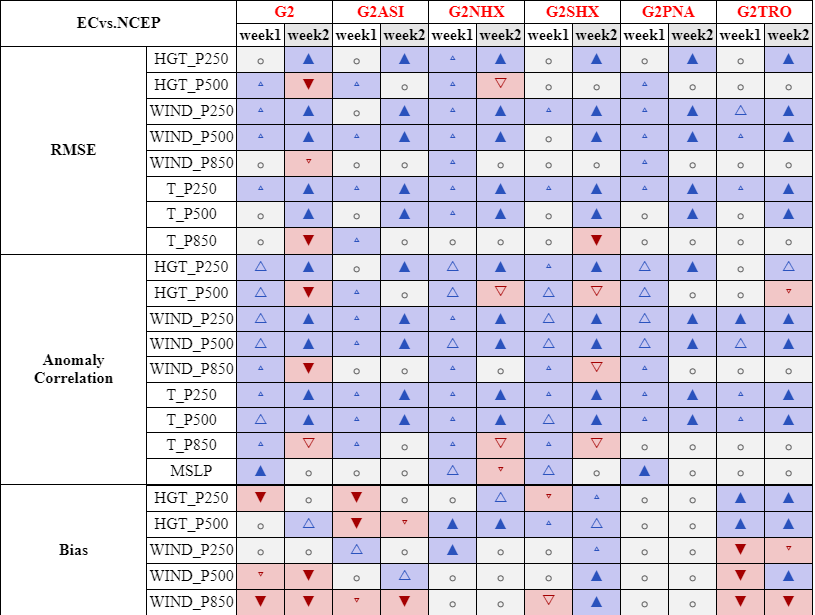 ECvs.NCEP G2 G2ASI G2NHX G2SHX G2PNA G2TRO
week1 week2 week1 week2 week1 week2 week1 week2 week1 week2 week1 week2
RMSE
HGT_P250 ○ ▲ ○ ▲ ▵ ▲ ○ ▲ ○ ▲ ○ ▲
HGT_P500 ▵ ▼ ▵ ○ ▵ ▽ ○ ○ ▵ ○ ○ ○
WIND_P250 ▵ ▲ ○ ▲ ▵ ▲ ▵ ▲ ▵ ▲ △ ▲
WIND_P500 ▵ ▲ ▵ ▲ ▵ ▲ ○ ▲ ▵ ▲ ▵ ▲
WIND_P850 ○ ▿ ○ ○ ▵ ○ ○ ○ ▵ ○ ○ ○
T_P250 ▵ ▲ ▵ ▲ ▵ ▲ ▵ ▲ ▵ ▲ ▵ ▲
T_P500 ○ ▲ ○ ▲ ▵ ▲ ○ ▲ ○ ▲ ○ ▲
T_P850 ○ ▼ ▵ ○ ○ ○ ○ ▼ ○ ○ ○ ○
Anomaly
Correlation
HGT_P250 △ ▲ ○ ▲ △ ▲ ▵ ▲ △ ▲ ○ △
HGT_P500 △ ▼ ▵ ○ △ ▽ △ ▽ △ ○ ○ ▿
WIND_P250 △ ▲ ▵ ▲ ▵ ▲ △ ▲ △ ▲ ▲ ▲
WIND_P500 △ ▲ ▵ ▲ △ ▲ △ ▲ △ ▲ △ ▲
WIND_P850 ▵ ▼ ○ ○ ▵ ○ ▵ ▽ ▵ ○ ○ ○
T_P250 ▵ ▲ ▵ ▲ ▵ ▲ ▵ ▲ ▵ ▲ ▵ ▲
T_P500 △ ▲ ▵ ▲ ▵ ▲ △ ▲ ▵ ▲ ▵ ▲
T_P850 ▵ ▽ ▵ ○ ▵ ▽ ▵ ▽ ○ ○ ○ ○
MSLP ▲ ○ ○ ○ △ ▿ △ ○ ▲ ○ ○ ○
Bias
HGT_P250 ▼ ○ ▼ ○ ○ △ ▿ ▵ ○ ○ ▲ ▲
HGT_P500 ○ △ ▼ ▿ ▲ ▲ ▵ △ ○ ○ ▲ ▲
WIND_P250 ○ ○ △ ○ ▲ ○ ○ ▵ ○ ○ ▼ ▿
WIND_P500 ▿ ▼ ○ △ ○ ○ ○ ▲ ○ ○ ▼ ▲
WIND_P850 ▼ ▼ ▿ ▼ ○ ○ ▽ ▲ ○ ○ ▼ ▼